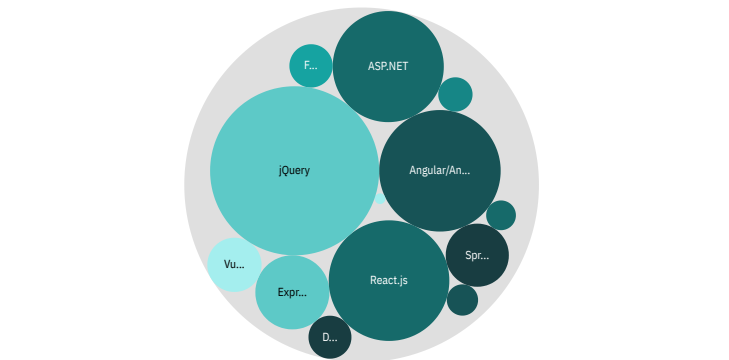 F...
ASP.NET
jQuery
Angular/An...
Vu...
Spr...
Expr...
React.js
D...